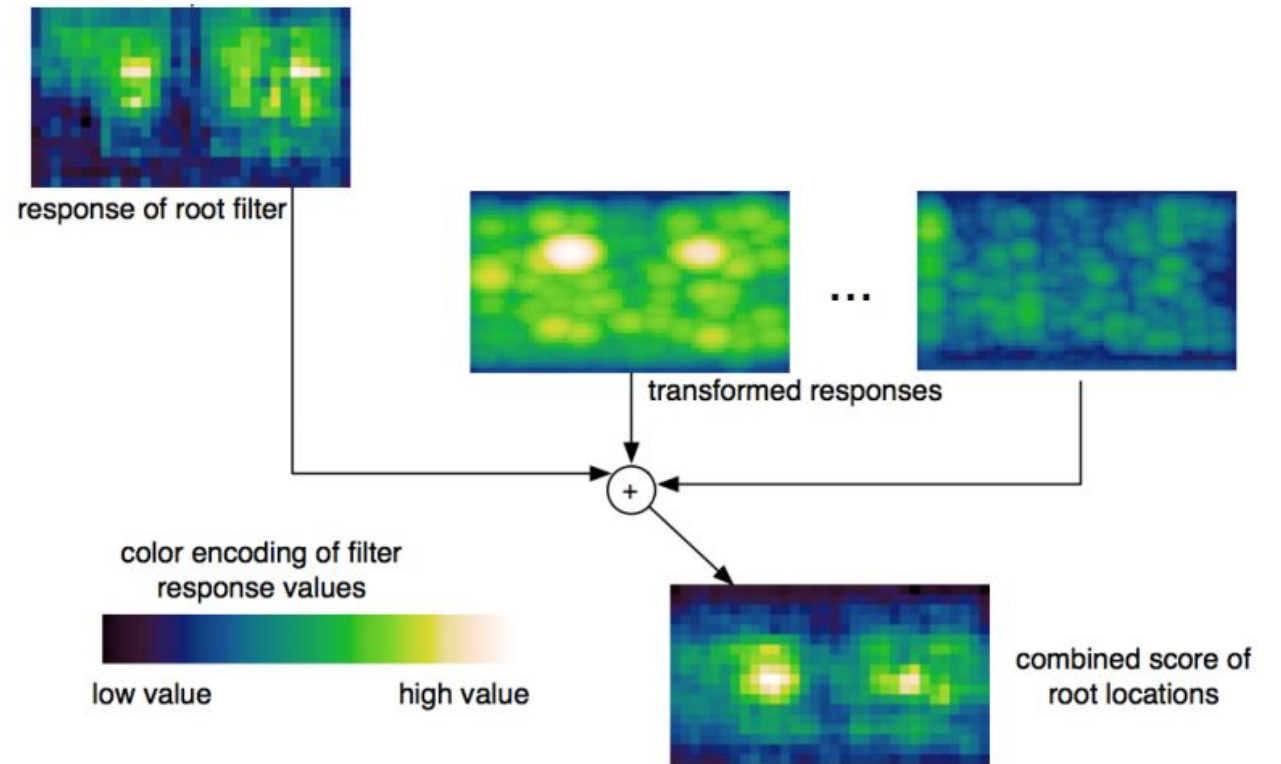 response of root filter
...
transformed responses
+
color encoding of filter
response values
low value
high value
combined score of
root locations